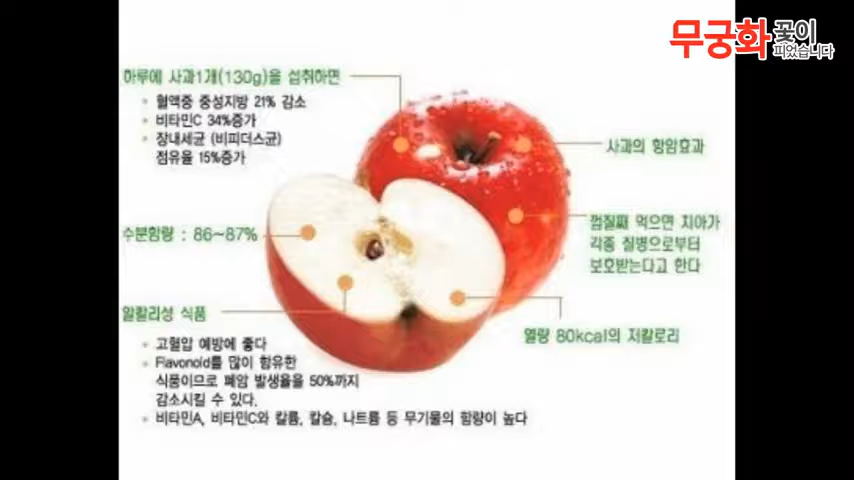 무궁화 꽃이
피었습니다
하루에 사과1개(130g)을 섭취하면
혈액중 중성지방 21% 감소
비타민C 34%증가
장내세균 (비피더스균)
점유율 15%증가
사과의 항암효과
껍질째 먹으면 치아가
각종 질병으로부터
보호받는다고 한다
수분함량 : 86~87%
알칼리성 식품
고혈압 예방에 좋다
Flavonoid를 많이 함유한
식품이므로 폐암 발생율을 50%까지
감소시킬 수 있다.
비타민A, 비타민C와 칼륨, 칼슘, 나트륨 등 무기물의 함량이 높다
열량 80kcal의 저칼로리